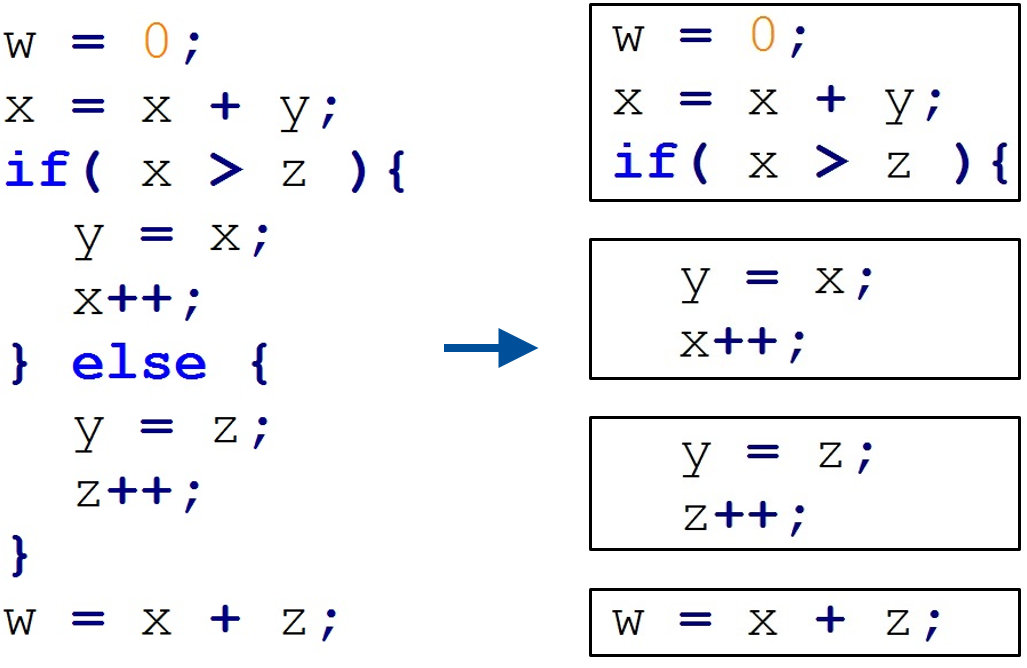 w = 0;
x = x + y;
if( x > z ){
y = x;
x++;
} else {
y = z;
z++;
}
w = x + z;
w = 0;
x = x + y;
if( x > z ){
y = x;
x++;
y = z;
z++;
w = x + z;